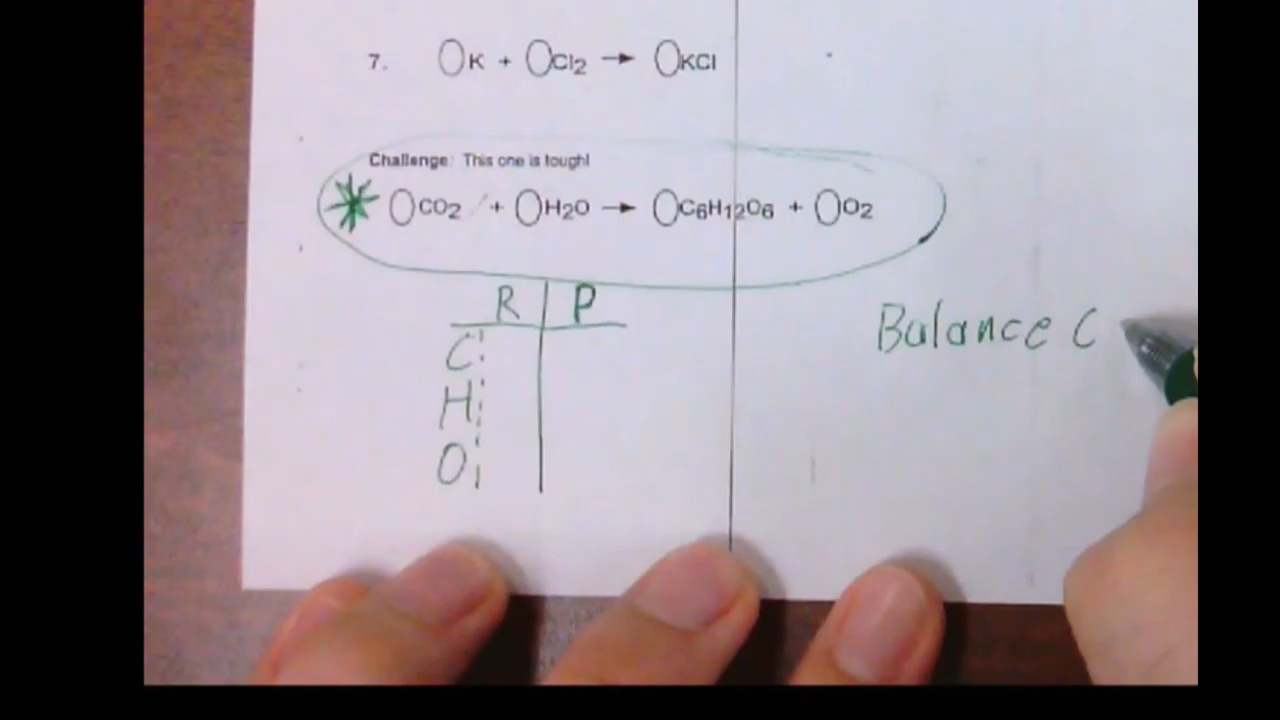 7. K + Cl2 → KCl
Challenge: This one is tough!
CO2 + H2O → C6H12O6 + O2
R P
C:
H:
O:
Balance C